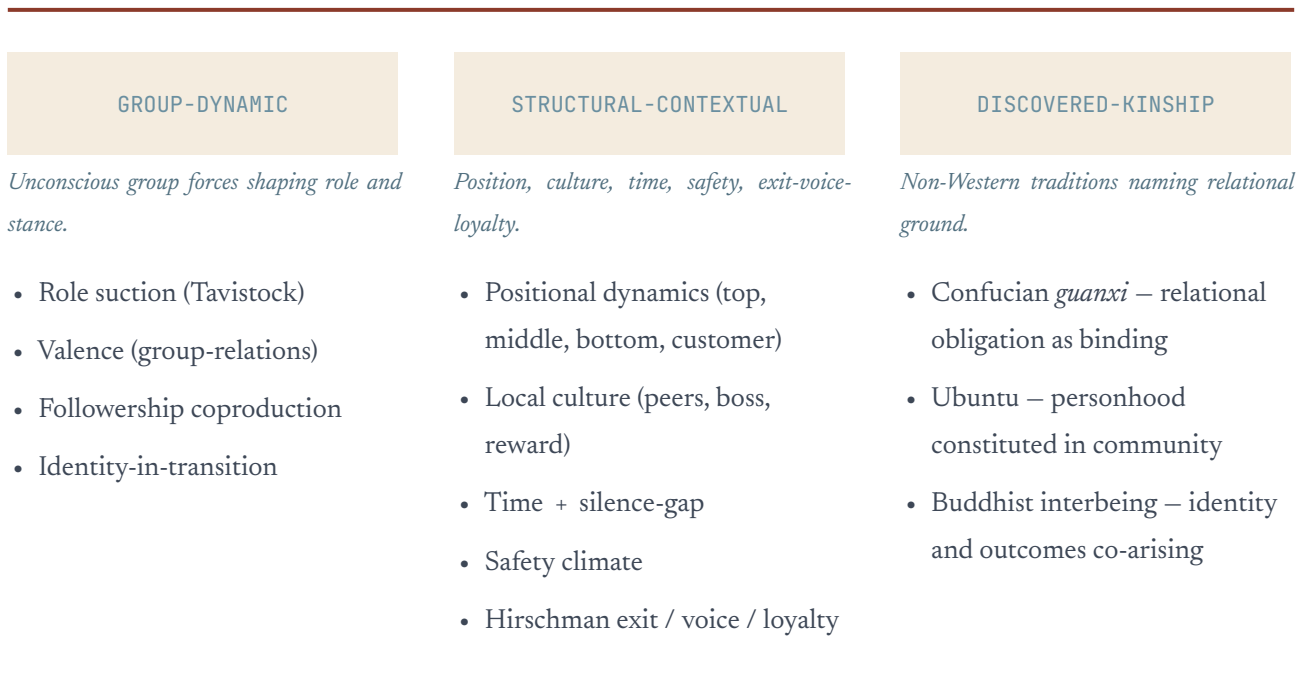 GROUP-DYNAMIC
Unconscious group forces shaping role and
stance.
• Role suction (Tavistock)
• Valence (group-relations)
• Followership coproduction
• Identity-in-transition
STRUCTURAL-CONTEXTUAL
Position, culture, time, safety, exit-voice-
loyalty.
• Positional dynamics (top,
middle, bottom, customer)
• Local culture (peers, boss,
reward)
• Time + silence-gap
• Safety climate
• Hirschman exit / voice / loyalty
DISCOVERED-KINSHIP
Non-Western traditions naming relational
ground.
• Confucian guanxi – relational
obligation as binding
• Ubuntu – personhood
constituted in community
• Buddhist interbeing – identity
and outcomes co-arising